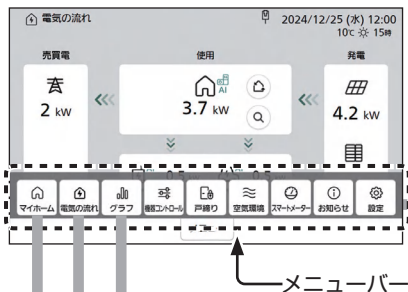 電気の流れ
2024/12/25 (水) 12:00
10℃ 15時
売買電
使用
発電
AI
2 kW
3.7 kW
4.2 kW
マイホーム
電気の流れ
グラフ
機器コントロール
戸締り
空気環境
スマートメーター
お知らせ
設定
メニューバー